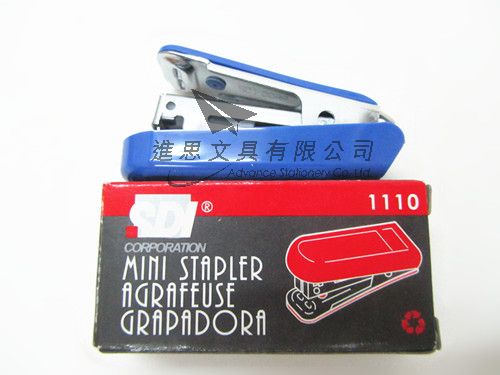 進思文具有限公司
Advance Stationery Co. Ltd.
SDI®
1110
CORPORATION
MINI STAPLER
AGRAFEUSE
GRAPADORA